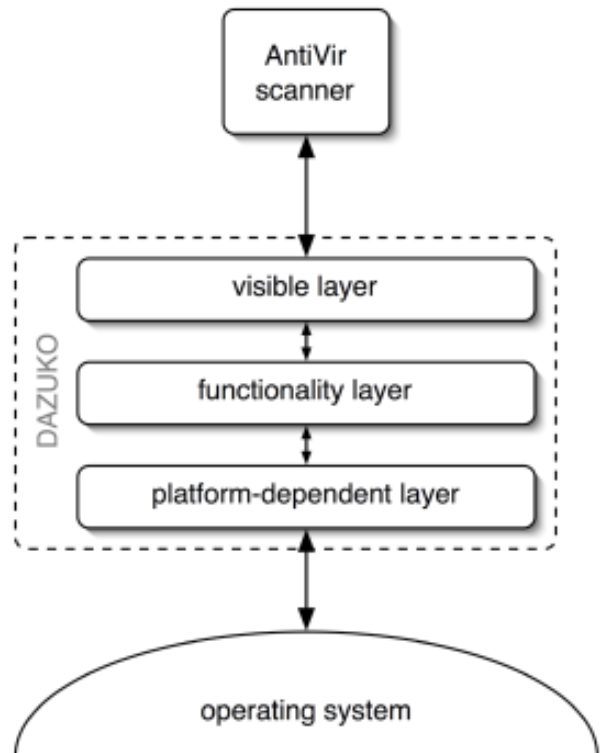 AntiVir
scanner
visible layer
DAZUKO
functionality layer
platform-dependent layer
operating system